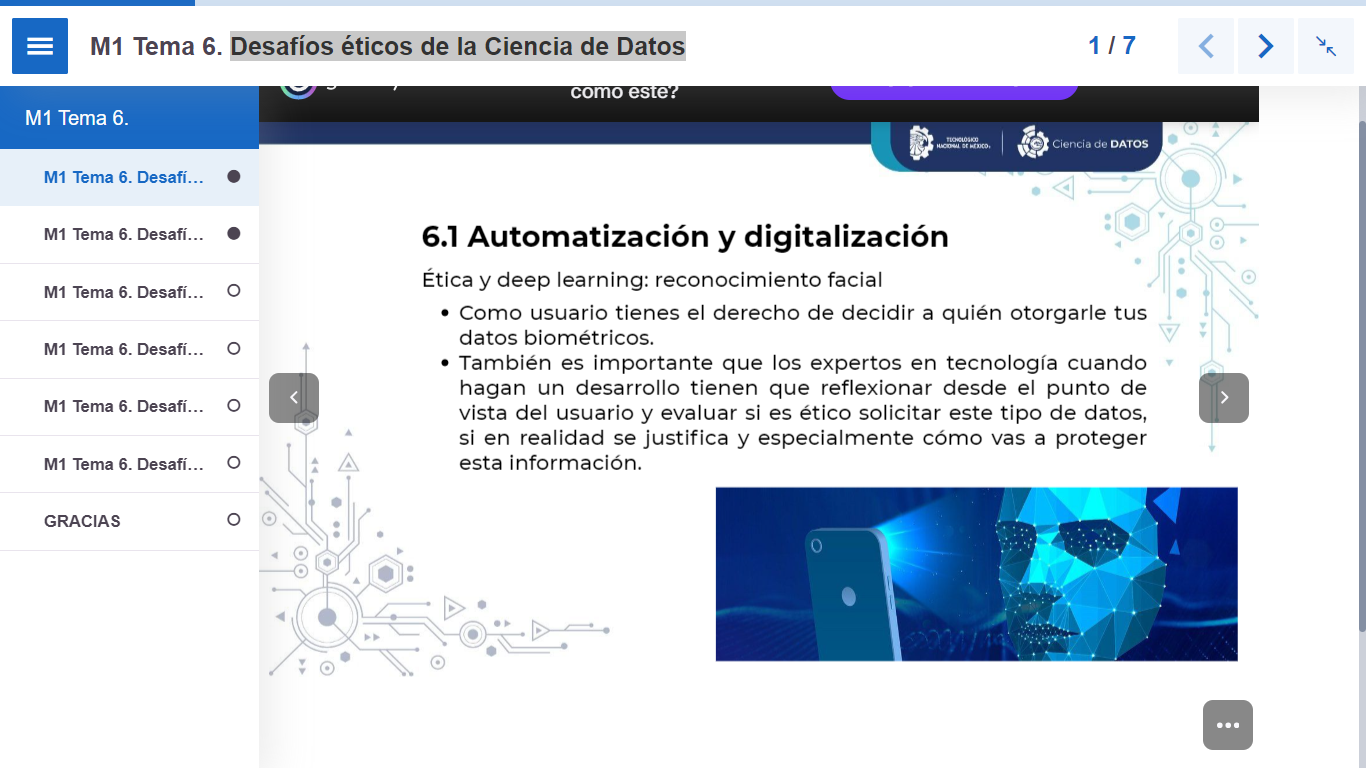 M1 Tema 6. Desafíos éticos de la Ciencia de Datos
1 / 7
M1 Tema 6.
M1 Tema 6. Desafí...
M1 Tema 6. Desafí...
M1 Tema 6. Desafí...
M1 Tema 6. Desafí...
M1 Tema 6. Desafí...
M1 Tema 6. Desafí...
GRACIAS
como este?
TECNOLÓGICO
NACIONAL DE MÉXICO
Ciencia de DATOS
6.1 Automatización y digitalización
Ética y deep learning: reconocimiento facial
• Como usuario tienes el derecho de decidir a quién otorgarle tus
datos biométricos.
• También es importante que los expertos en tecnología cuando
hagan un desarrollo tienen que reflexionar desde el punto de
vista del usuario y evaluar si es ético solicitar este tipo de datos,
si en realidad se justifica y especialmente cómo vas a proteger
esta información.